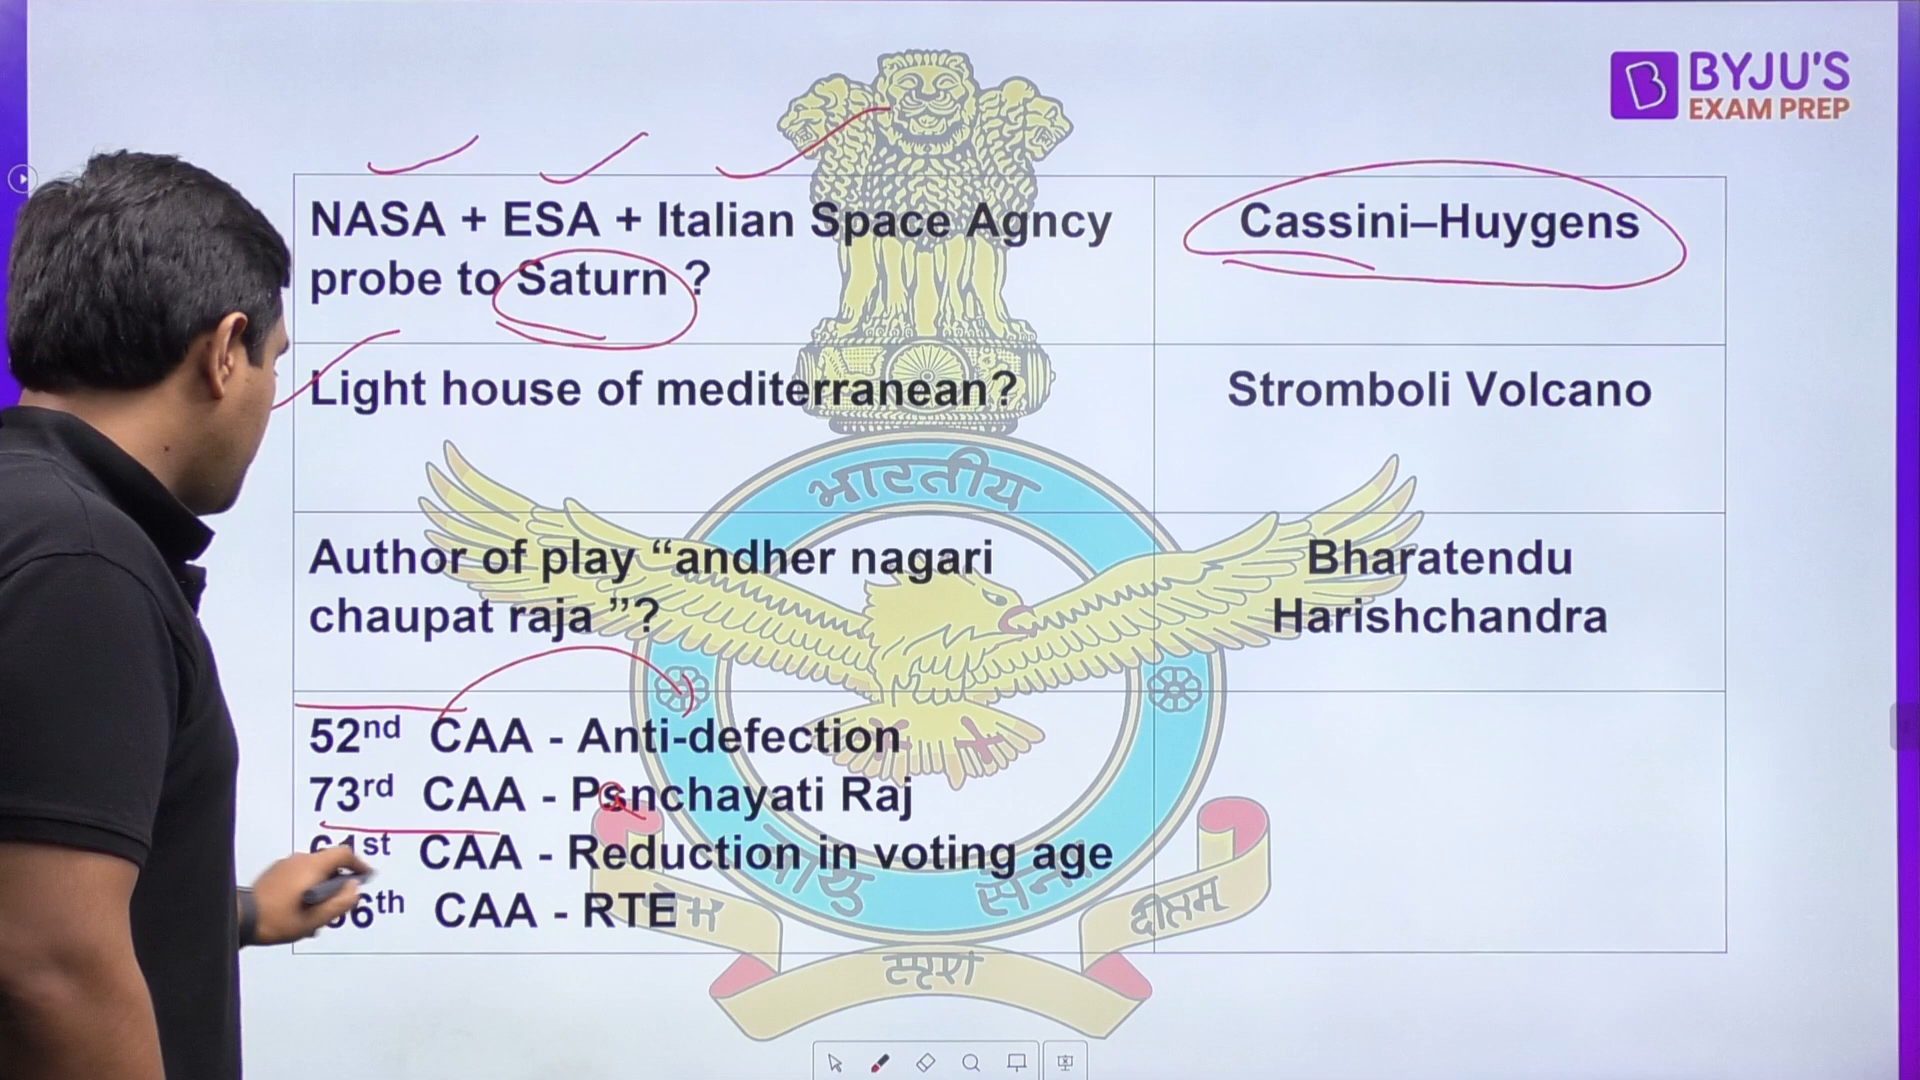 BYJU'S
EXAM PREP
NASA + ESA + Italian Space Agncy
probe to Saturn ?
Cassini–Huygens
Light house of mediterranean?
Stromboli Volcano
Author of play “andher nagari
chaupat raja ”?
Bharatendu
Harishchandra
52nd CAA - Anti-defection
73rd CAA - Psnchayati Raj
61st CAA - Reduction in voting age
CAA - RTE
भारतीय
वायु सेना
नभ स्पृश दीप्तम्